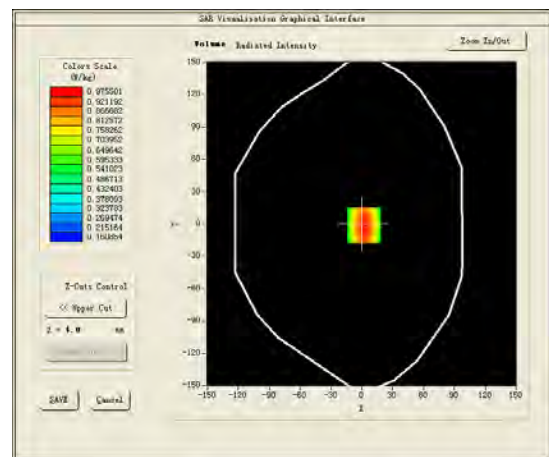 SAR Visualisation Graphical Interface
Volume Radiated Intensity
Zoom In/Out
Colors Scale
(W/kg)
0.975501
0.921192
0.866882
0.812572
0.758262
0.703952
0.649642
0.595333
0.541023
0.486713
0.432403
0.378093
0.323783
0.269474
0.215164
0.160854
150
120
90
60
30
0
-30
-60
-90
-120
-150
Y
-150 -120 -90 -60 -30 0 30 60 90 120 150
X
Z-Cuts Control
<< Upper Cut
Z = 4.0 mm
SAVE
Cancel